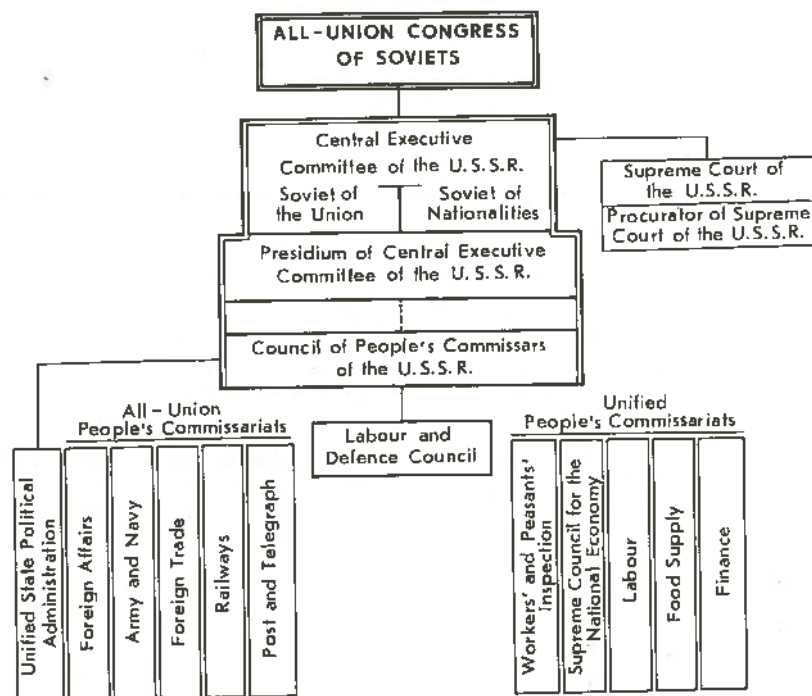 ALL-UNION CONGRESS
OF SOVIETS
Central Executive
Committee of the U.S.S.R.
Soviet of
the Union
Soviet of
Nationalities
Supreme Court of
the U.S.S.R.
Procurator of Supreme
Court of the U.S.S.R.
Presidium of Central Executive
Committee of the U.S.S.R.
Council of People's Commissars
of the U.S.S.R.
All-Union
People's Commissariats
Labour and
Defence Council
Unified
People's Commissariats
Unified State Political
Administration
Foreign Affairs
Army and Navy
Foreign Trade
Railways
Post and Telegraph
Workers' and Peasants'
Inspection
Supreme Council for the
National Economy
Labour
Food Supply
Finance